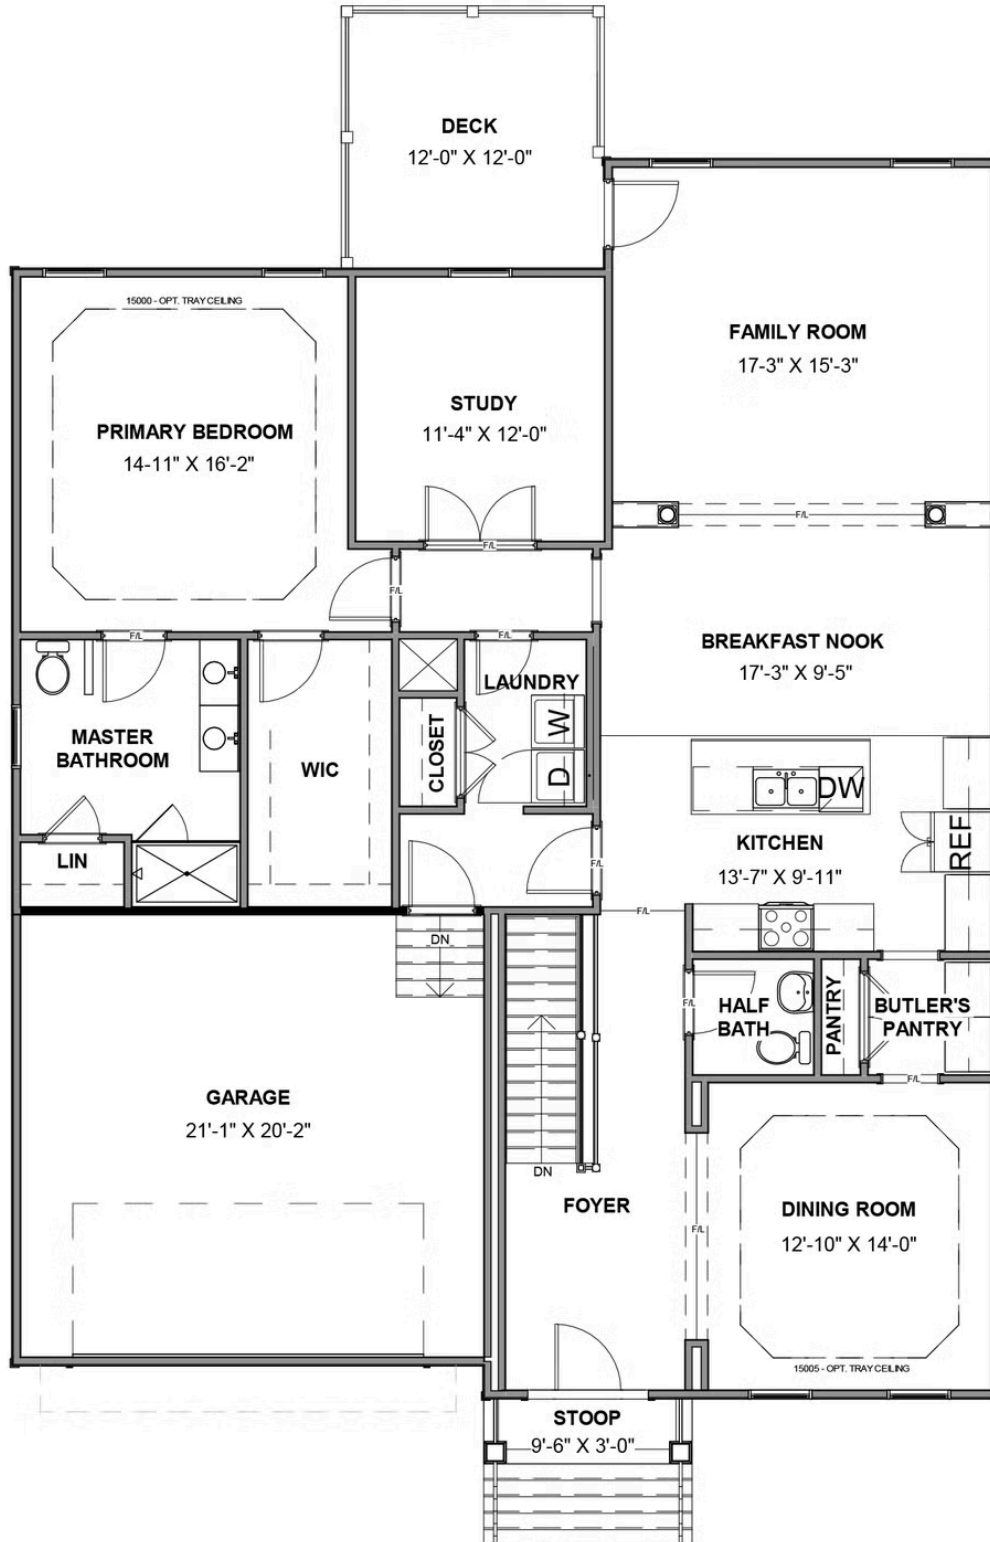 DECK
12'-0" X 12'-0"
15000 - OPT. TRAY CEILING
FAMILY ROOM
17-3" X 15'-3"
PRIMARY BEDROOM
14-11" X 16'-2"
STUDY
11'-4" X 12'-0"
F/L
F/L
F/L
F/L
F/L
BREAKFAST NOOK
17'-3" X 9'-5"
LAUNDRY
MASTER
BATHROOM
WIC
CLOSET
W
D
DW
KITCHEN
13'-7" X 9'-11"
REF
LIN
F/L
F/L
DN
F/L
HALF
BATH
PANTRY
BUTLER'S
PANTRY
F/L
GARAGE
21'-1" X 20'-2"
DN
FOYER
F/L
DINING ROOM
12'-10" X 14'-0"
15005 - OPT. TRAY CEILING
STOOP
9'-6" X 3'-0"